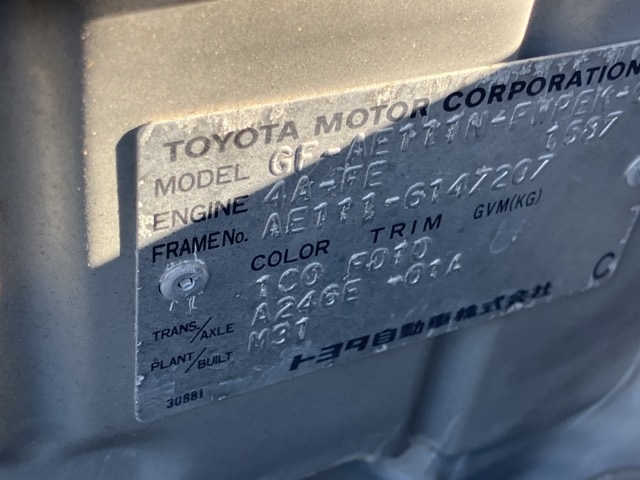 TOYOTA MOTOR CORPORATION
MODEL GF-AE111N-FWPEK-
ENGINE 4A-FE 1587
FRAME No. AE111-6147207
COLOR TRIM GVM(KG)
1C0 FD10
TRANS/AXLE A246E -01A
PLANT/BUILT M31
C
トヨタ自動車株式会社
30881